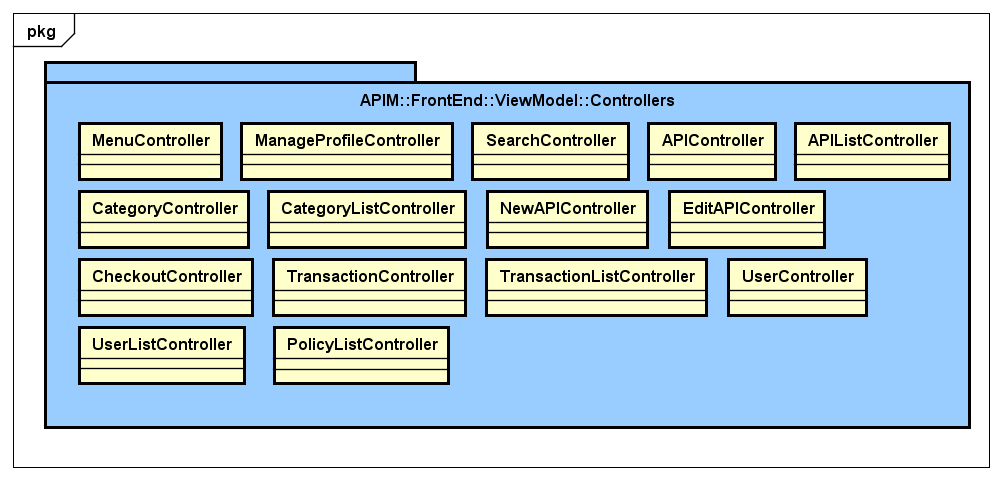 pkg
APIM::FrontEnd::ViewModel::Controllers
MenuController ManageProfileController SearchController APIController APIListController
CategoryController CategoryListController NewAPIController EditAPIController
CheckoutController TransactionController TransactionListController UserController
UserListController PolicyListController